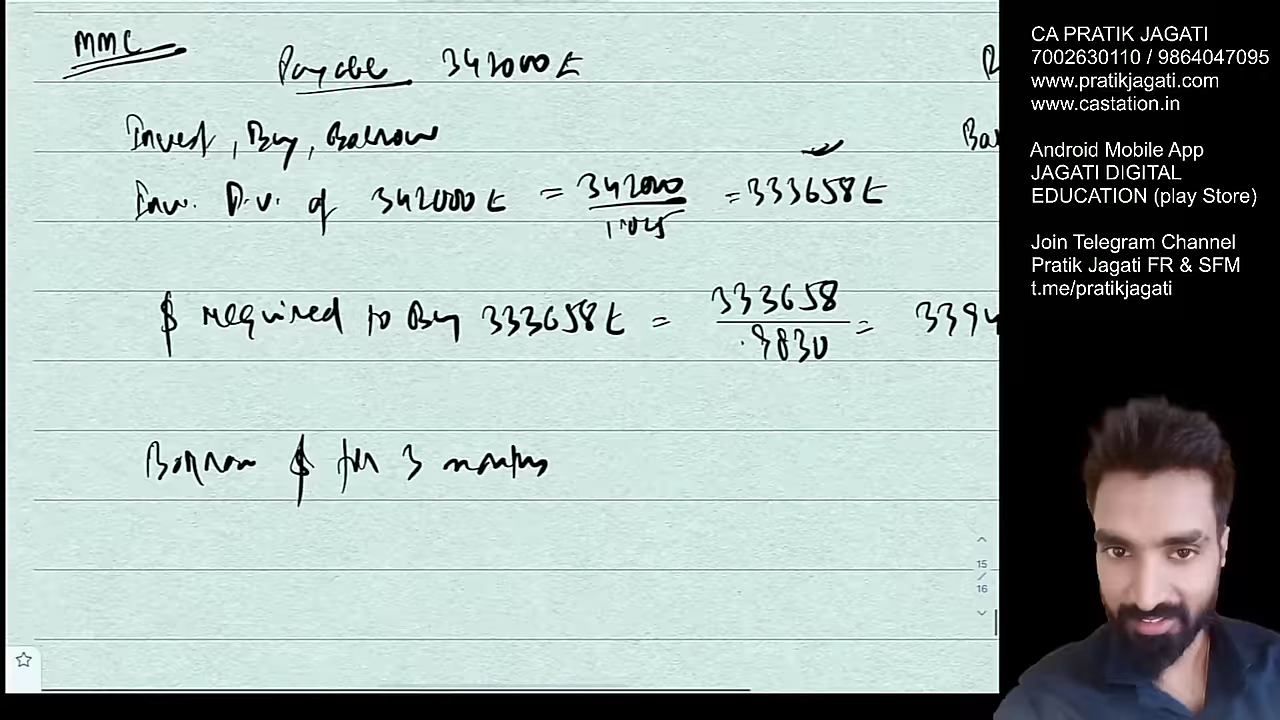 MMC
Payable 342000 £
Invest, Buy, Borrow
Inv. P.V. of 342000 £ = 342000 / 1.025 = 333658 £
$ required to Buy 333658 £ = 333658 / .9830 = 3394
Borrow $ for 3 months
15
/
16
CA PRATIK JAGATI
7002630110 / 9864047095
www.pratikjagati.com
www.castation.in
Android Mobile App
JAGATI DIGITAL
EDUCATION (play Store)
Join Telegram Channel
Pratik Jagati FR & SFM
t.me/pratikjagati